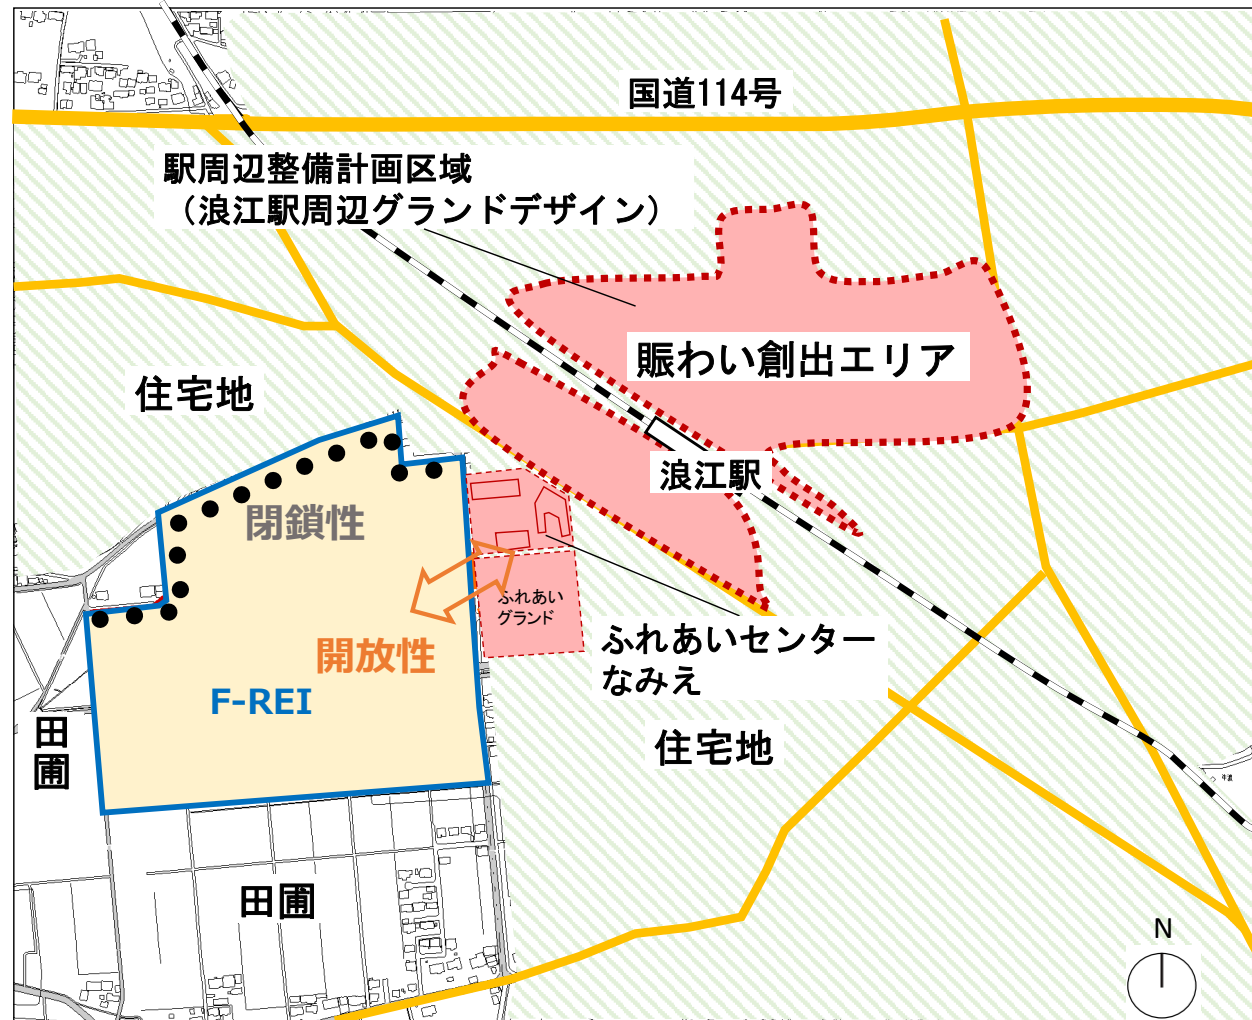 国道114号
駅周辺整備計画区域
（浪江駅周辺グランドデザイン）
賑わい創出エリア
住宅地
浪江駅
閉鎖性
ふれあい
グランド
開放性
ふれあいセンター
なみえ
F-REI
田圃
住宅地
田圃
N